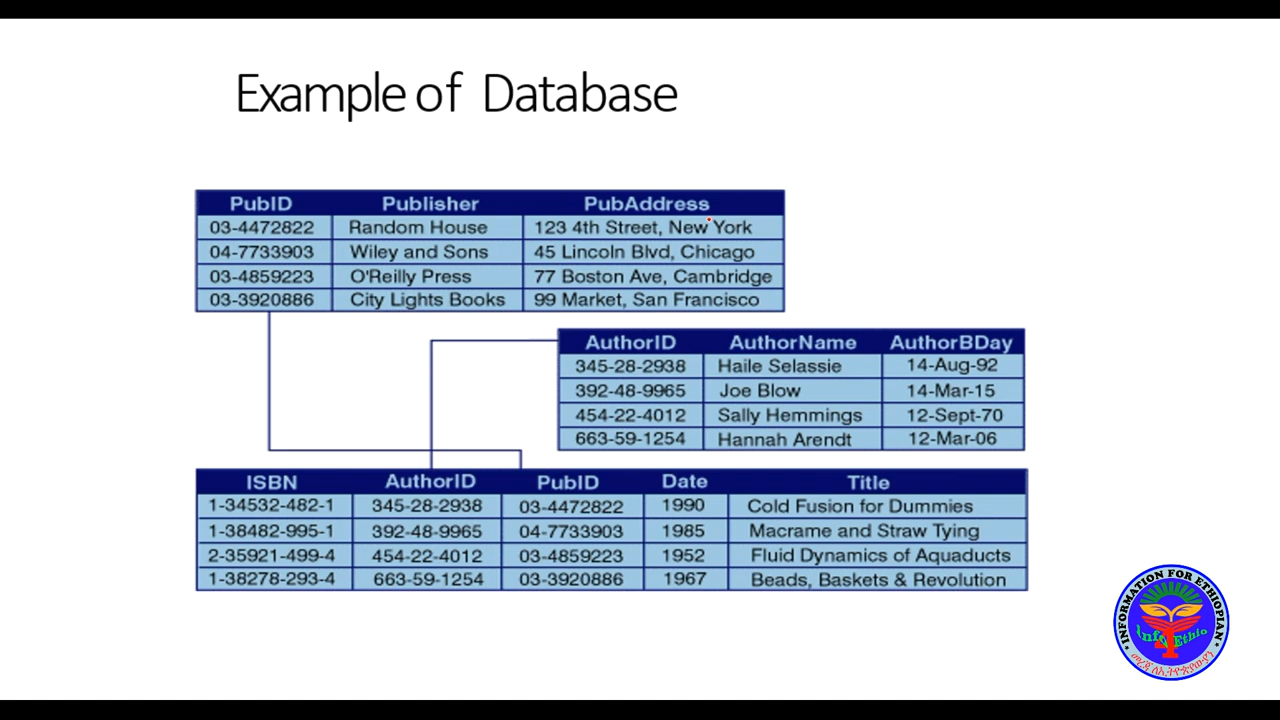 Example of Database
PubID Publisher PubAddress
03-4472822 Random House 123 4th Street, New York
04-7733903 Wiley and Sons 45 Lincoln Blvd, Chicago
03-4859223 O'Reilly Press 77 Boston Ave, Cambridge
03-3920886 City Lights Books 99 Market, San Francisco
AuthorID AuthorName AuthorBDay
345-28-2938 Haile Selassie 14-Aug-92
392-48-9965 Joe Blow 14-Mar-15
454-22-4012 Sally Hemmings 12-Sept-70
663-59-1254 Hannah Arendt 12-Mar-06
ISBN AuthorID PubID Date Title
1-34532-482-1 345-28-2938 03-4472822 1990 Cold Fusion for Dummies
1-38482-995-1 392-48-9965 04-7733903 1985 Macrame and Straw Tying
2-35921-499-4 454-22-4012 03-4859223 1952 Fluid Dynamics of Aquaducts
1-38278-293-4 663-59-1254 03-3920886 1967 Beads, Baskets & Revolution
INFORMATION FOR ETHIOPIAN
Info Ethio
መረጃ ለኢትዮጵያውያን